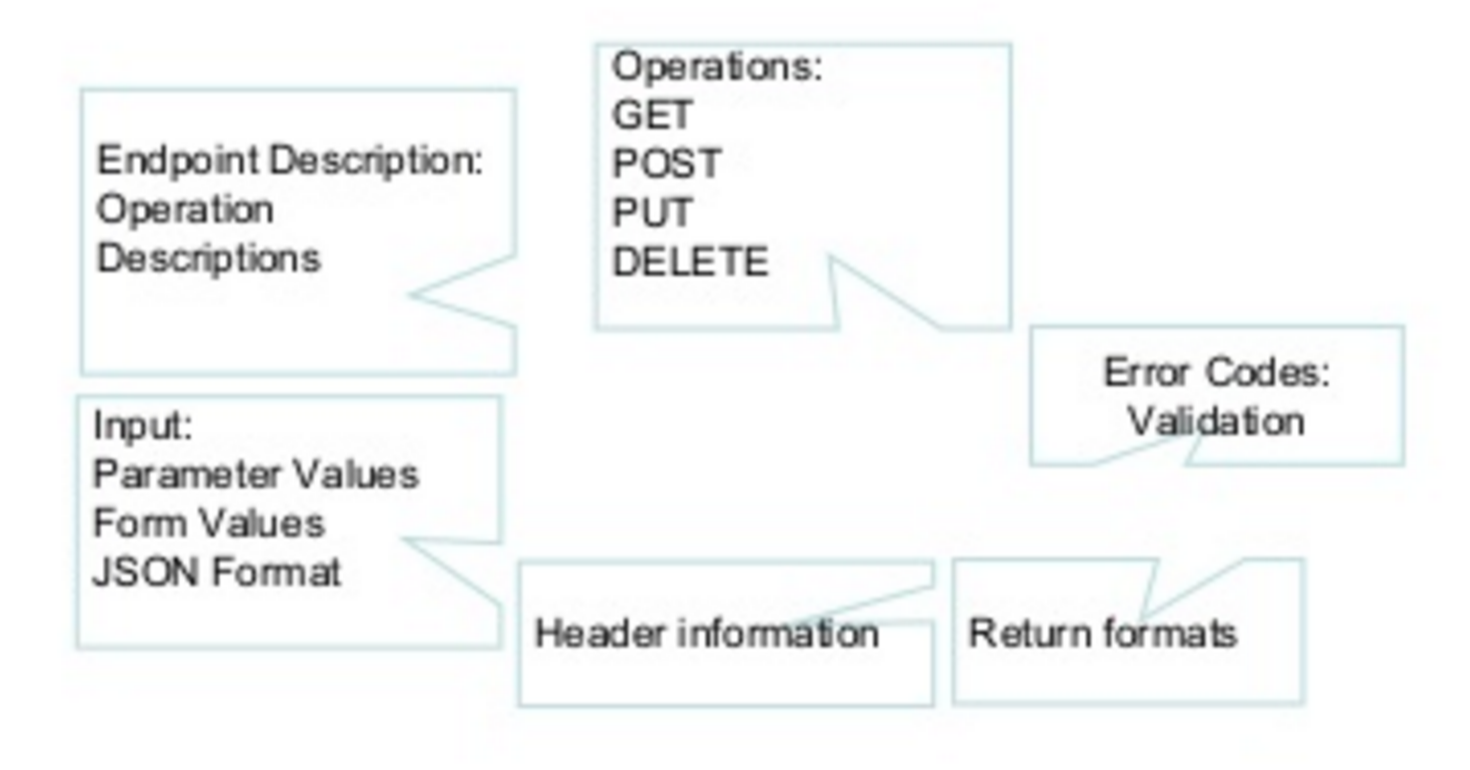 Endpoint Description:
Operation
Descriptions
Operations:
GET
POST
PUT
DELETE
Error Codes:
Validation
Input:
Parameter Values
Form Values
JSON Format
Header information
Return formats